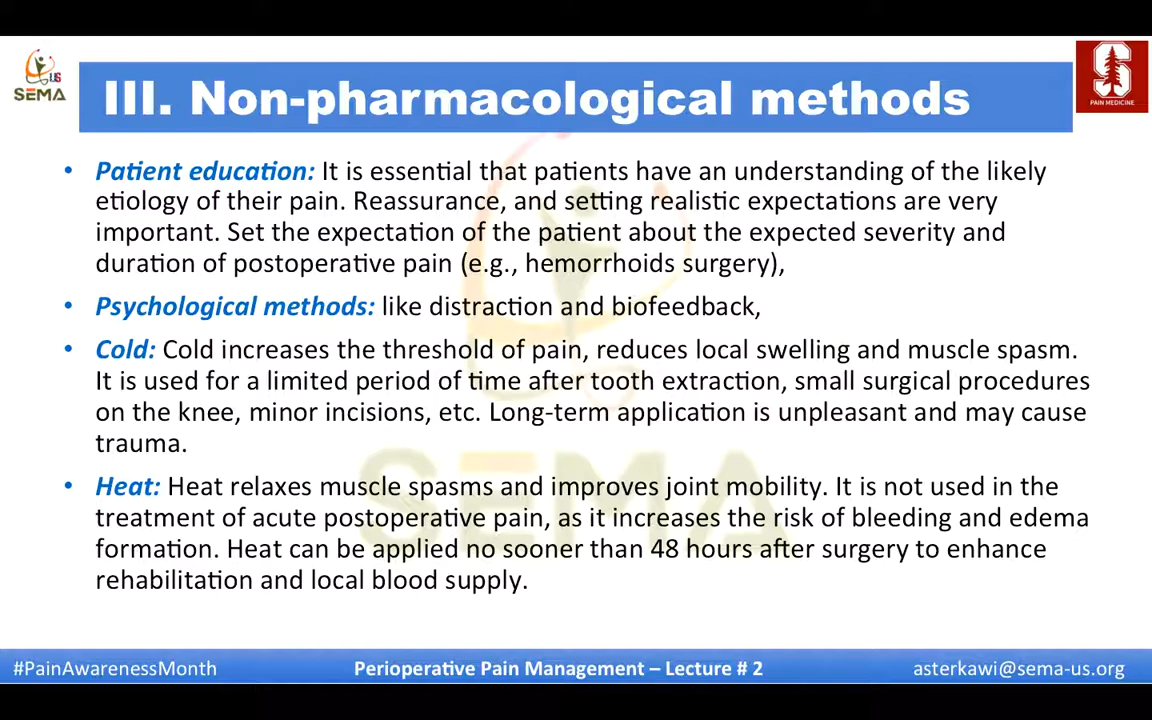 US
SEMA
III. Non-pharmacological methods
S
PAIN MEDICINE
• Patient education: It is essential that patients have an understanding of the likely
etiology of their pain. Reassurance, and setting realistic expectations are very
important. Set the expectation of the patient about the expected severity and
duration of postoperative pain (e.g., hemorrhoids surgery),
• Psychological methods: like distraction and biofeedback,
• Cold: Cold increases the threshold of pain, reduces local swelling and muscle spasm.
It is used for a limited period of time after tooth extraction, small surgical procedures
on the knee, minor incisions, etc. Long-term application is unpleasant and may cause
trauma.
• Heat: Heat relaxes muscle spasms and improves joint mobility. It is not used in the
treatment of acute postoperative pain, as it increases the risk of bleeding and edema
formation. Heat can be applied no sooner than 48 hours after surgery to enhance
rehabilitation and local blood supply.
SEMA
#PainAwarenessMonth
Perioperative Pain Management – Lecture # 2
asterkawi@sema-us.org